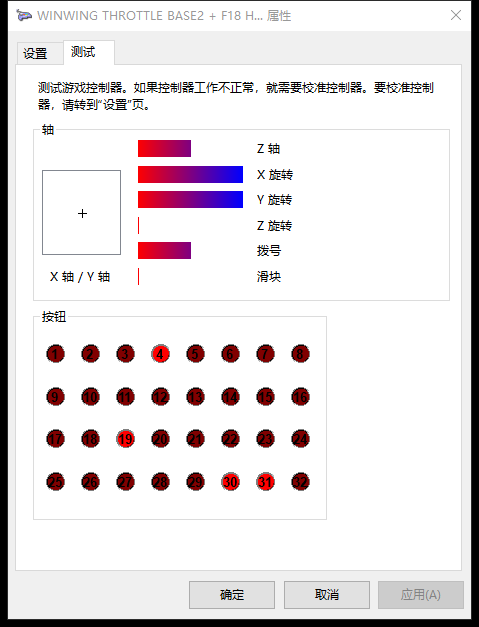 WINWING THROTTLE BASE2 + F18 H... 属性
设置
测试
测试游戏控制器。如果控制器工作不正常，就需要校准控制器。要校准控制
器，请转到“设置”页。
轴
Z 轴
X 旋转
Y 旋转
Z 旋转
拨号
X 轴 / Y 轴
滑块
按钮
1 2 3 4 5 6 7 8
9 10 11 12 13 14 15 16
17 18 19 20 21 22 23 24
25 26 27 28 29 30 31 32
确定
取消
应用(A)